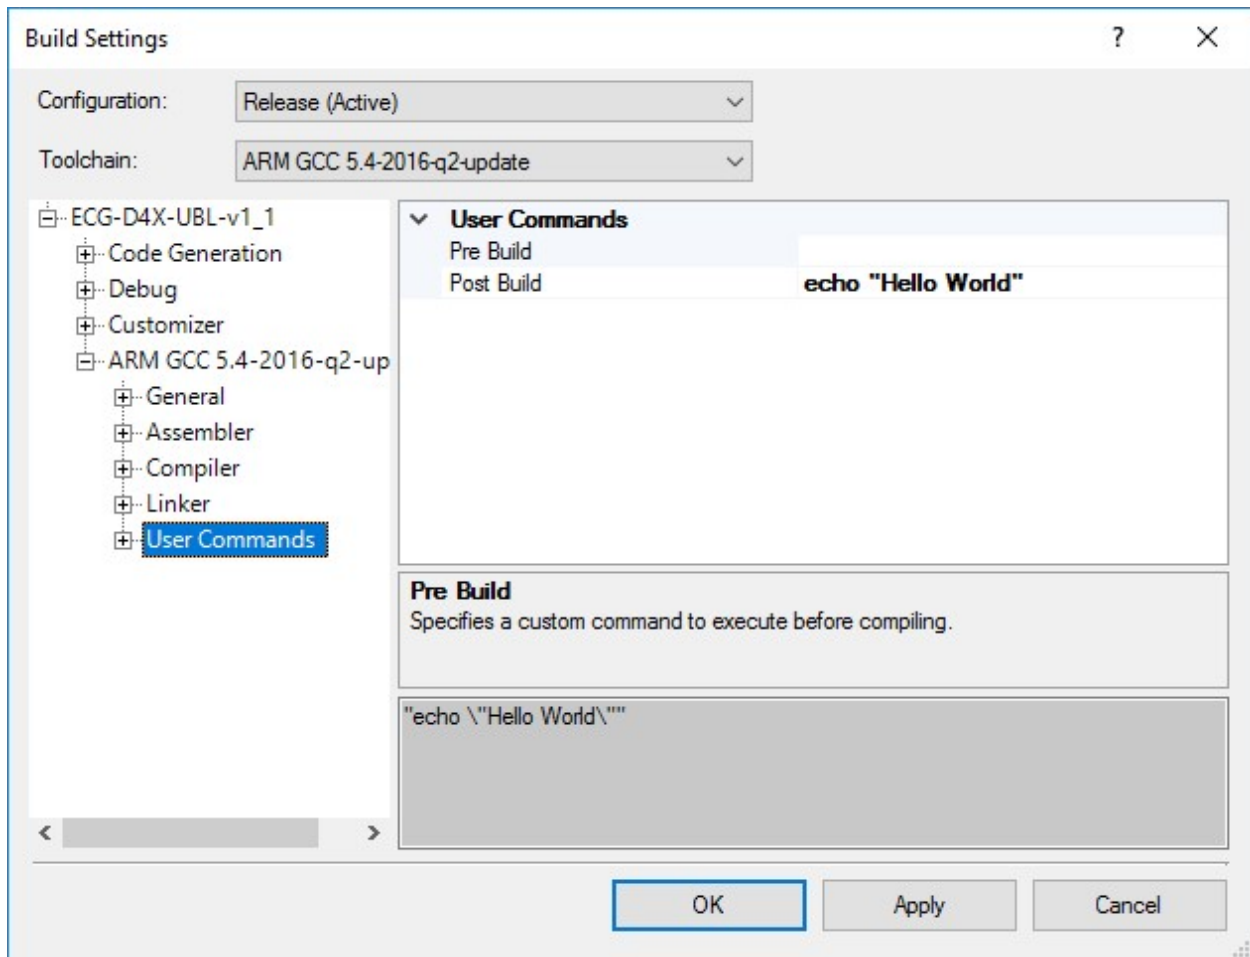 Build Settings
?
Configuration:
Release (Active)
Toolchain:
ARM GCC 5.4-2016-q2-update
ECG-D4X-UBL-v1_1
Code Generation
Debug
Customizer
ARM GCC 5.4-2016-q2-up
General
Assembler
Compiler
Linker
User Commands
User Commands
Pre Build
Post Build echo "Hello World"
Pre Build
Specifies a custom command to execute before compiling.
"echo \"Hello World\""
OK
Apply
Cancel